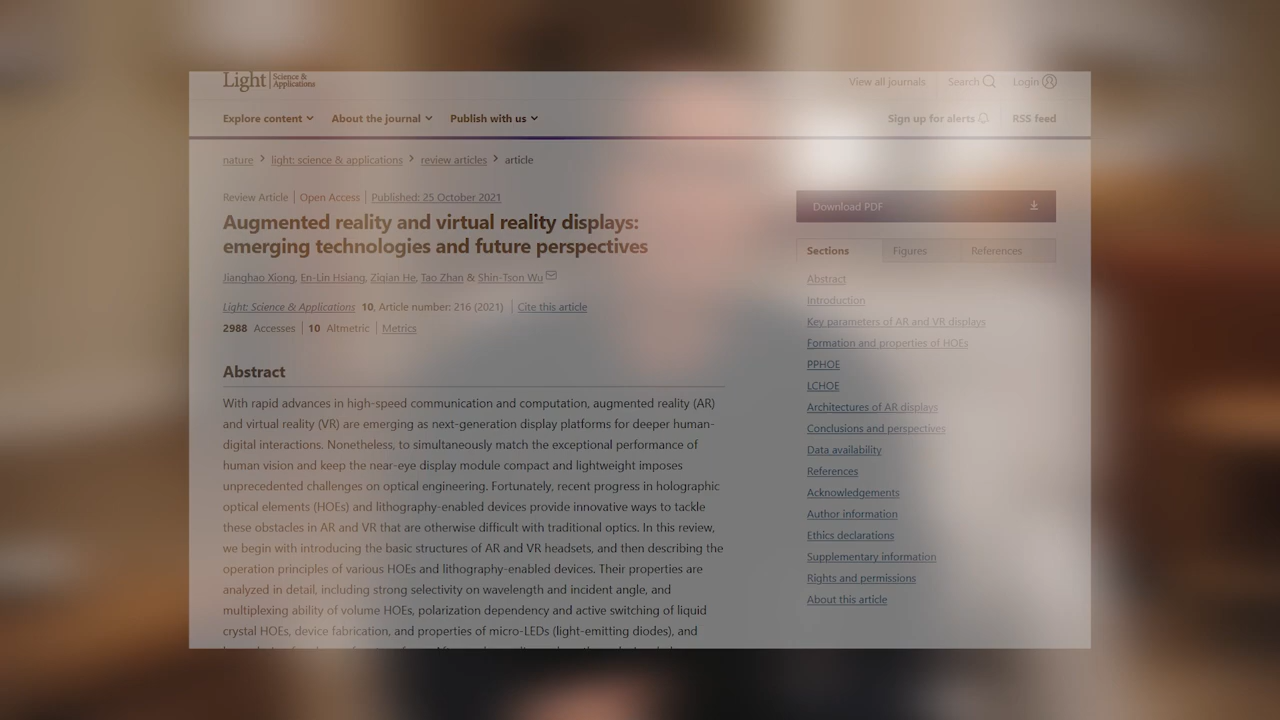 Light Science & Applications
View all journals Search Login
Explore content About the journal Publish with us Sign up for alerts RSS feed
nature > light: science & applications > review articles > article
Review Article | Open Access | Published: 25 October 2021
Augmented reality and virtual reality displays:
emerging technologies and future perspectives
Jianghao Xiong, En-Lin Hsiang, Ziqian He, Tao Zhan & Shin-Tson Wu
Light: Science & Applications 10, Article number: 216 (2021) | Cite this article
2988 Accesses | 10 Altmetric | Metrics
Abstract
With rapid advances in high-speed communication and computation, augmented reality (AR)
and virtual reality (VR) are emerging as next-generation display platforms for deeper human-
digital interactions. Nonetheless, to simultaneously match the exceptional performance of
human vision and keep the near-eye display module compact and lightweight imposes
unprecedented challenges on optical engineering. Fortunately, recent progress in holographic
optical elements (HOEs) and lithography-enabled devices provide innovative ways to tackle
these obstacles in AR and VR that are otherwise difficult with traditional optics. In this review,
we begin with introducing the basic structures of AR and VR headsets, and then describing the
operation principles of various HOEs and lithography-enabled devices. Their properties are
analyzed in detail, including strong selectivity on wavelength and incident angle, and
multiplexing ability of volume HOEs, polarization dependency and active switching of liquid
crystal HOEs, device fabrication, and properties of micro-LEDs (light-emitting diodes), and
Download PDF
Sections Figures References
Abstract
Introduction
Key parameters of AR and VR displays
Formation and properties of HOEs
PPHOE
LCHOE
Architectures of AR displays
Conclusions and perspectives
Data availability
References
Acknowledgements
Author information
Ethics declarations
Supplementary information
Rights and permissions
About this article